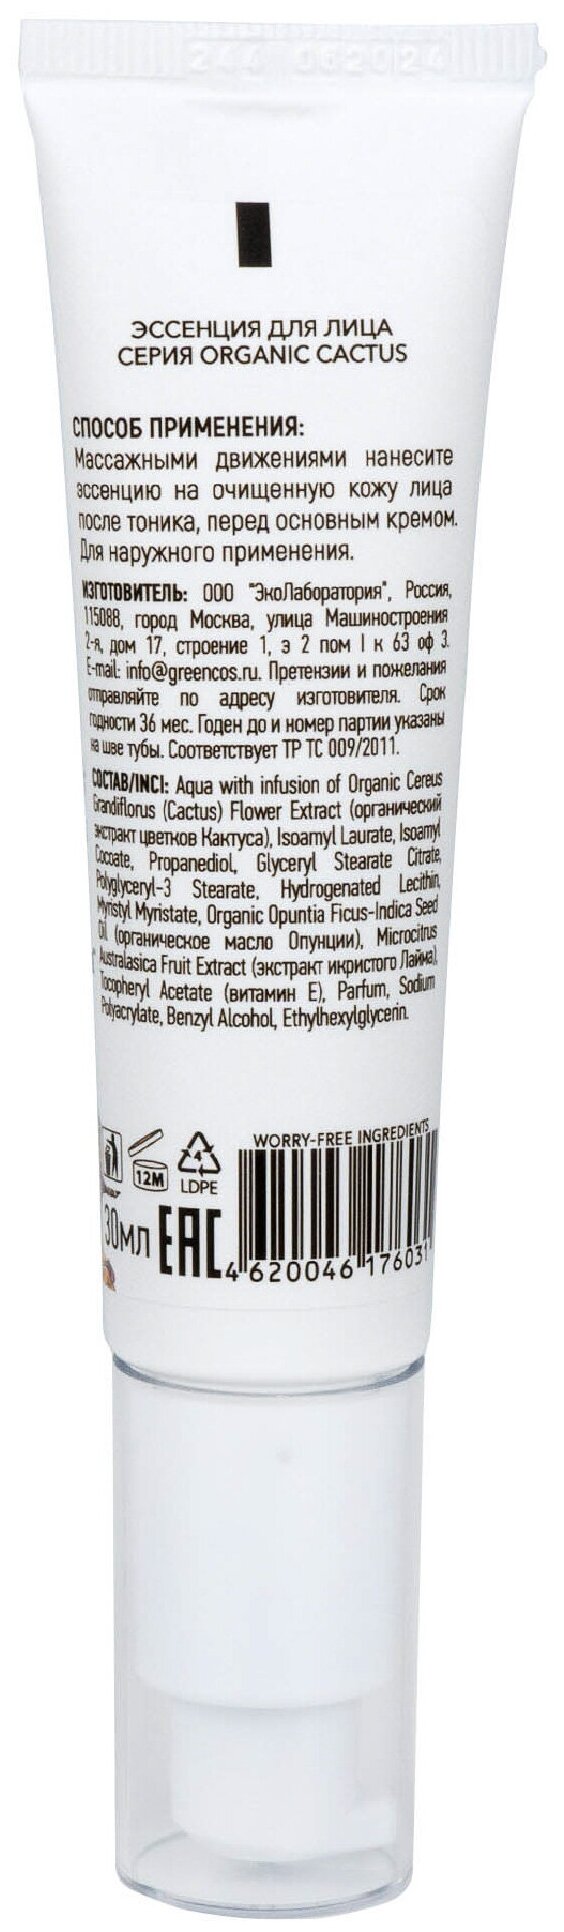 062024
ЭССЕНЦИЯ ДЛЯ ЛИЦА
СЕРИЯ ORGANIC CACTUS
СПОСОБ ПРИМЕНЕНИЯ:
Массажными движениями нанесите
эссенцию на очищенную кожу лица
после тоника, перед основным кремом.
Для наружного применения.
ИЗГОТОВИТЕЛЬ: ООО "ЭкоЛаборатория", Россия,
115088, город Москва, улица Машиностроения
2-я, дом 17, строение 1, э 2 пом I к 63 оф 3.
E-mail: info@greencos.ru. Претензии и пожелания
отправляйте по адресу изготовителя. Срок
годности 36 мес. Годен до и номер партии указаны
на шве тубы. Соответствует ТР ТС 009/2011.
СОСТАВ/INCI: Aqua with infusion of Organic Cereus
Grandiflorus (Cactus) Flower Extract (органический
экстракт цветков Кактуса), Isoamyl Laurate, Isoamyl
Cocoate, Propanediol, Glyceryl Stearate Citrate,
Polyglyceryl-3 Stearate, Hydrogenated Lecithin,
Myristyl Myristate, Organic Opuntia Ficus-Indica Seed
Oil (органическое масло Опунции), Microcitrus
Australasica Fruit Extract (экстракт икристого Лайма),
Tocopheryl Acetate (витамин Е), Parfum, Sodium
Polyacrylate, Benzyl Alcohol, Ethylhexylglycerin.
WORRY-FREE INGREDIENTS
12M
4
LDPE
30мл
EAC
4 620046 176031